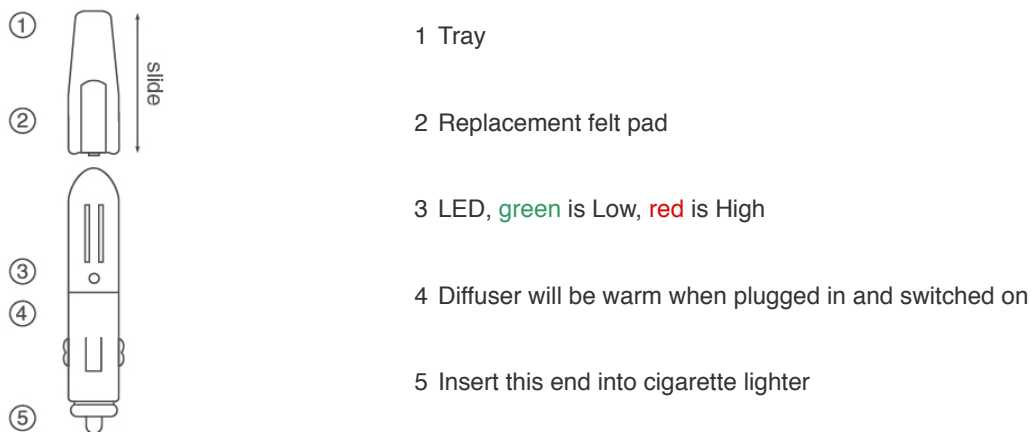 ① 
② 
slide
③ 
④ 
⑤ 
1 Tray
2 Replacement felt pad
3 LED, green is Low, red is High
4 Diffuser will be warm when plugged in and switched on
5 Insert this end into cigarette lighter